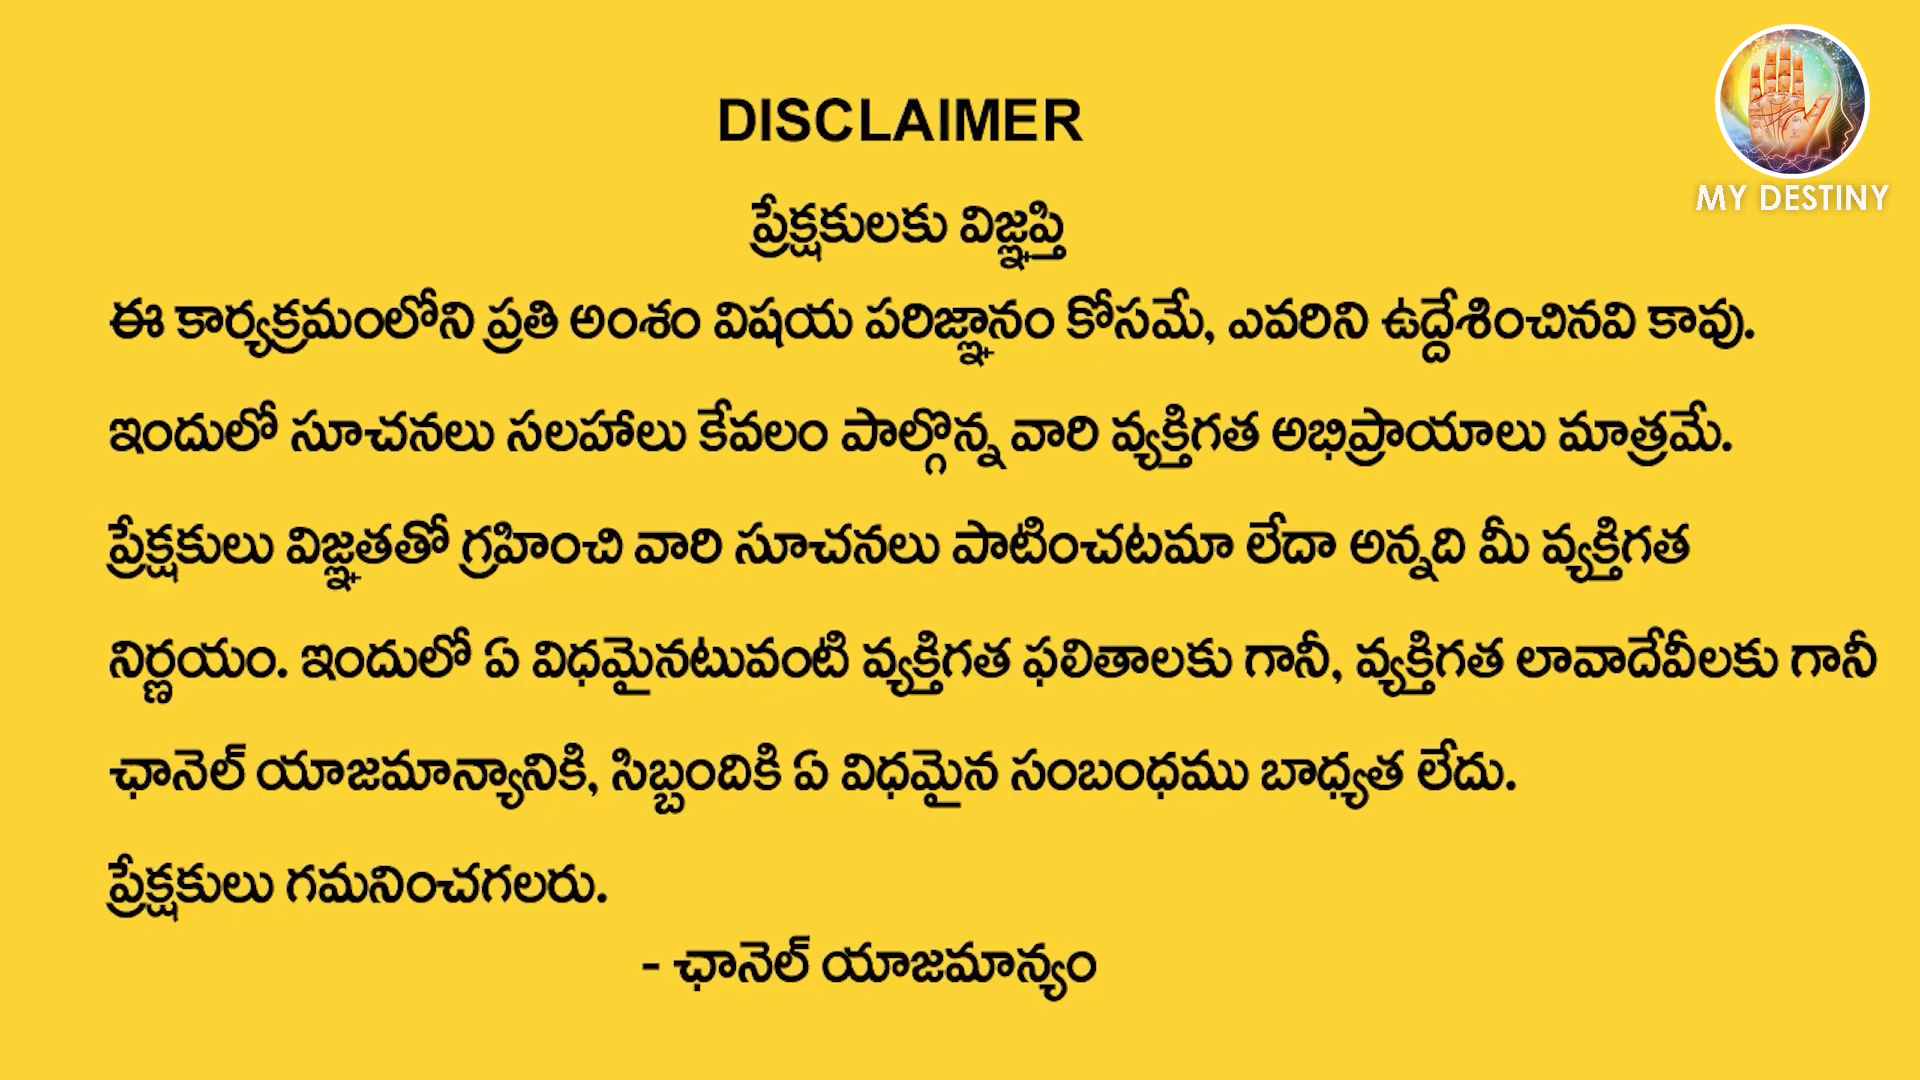 DISCLAIMER
MY DESTINY
ప్రేక్షకులకు విజ్ఞప్తి
ఈ కార్యక్రమంలోని ప్రతి అంశం విషయ పరిజ్ఞానం కోసమే, ఎవరిని ఉద్దేశించినవి కావు.
ఇందులో సూచనలు సలహాలు కేవలం పాల్గొన్న వారి వ్యక్తిగత అభిప్రాయాలు మాత్రమే.
ప్రేక్షకులు విజ్ఞతతో గ్రహించి వారి సూచనలు పాటించటమా లేదా అన్నది మీ వ్యక్తిగత
నిర్ణయం. ఇందులో ఏ విధమైనటువంటి వ్యక్తిగత ఫలితాలకు గానీ, వ్యక్తిగత లావాదేవీలకు గానీ
ఛానెల్ యాజమాన్యానికి, సిబ్బందికి ఏ విధమైన సంబంధము బాధ్యత లేదు.
ప్రేక్షకులు గమనించగలరు.
- ఛానెల్ యాజమాన్యం